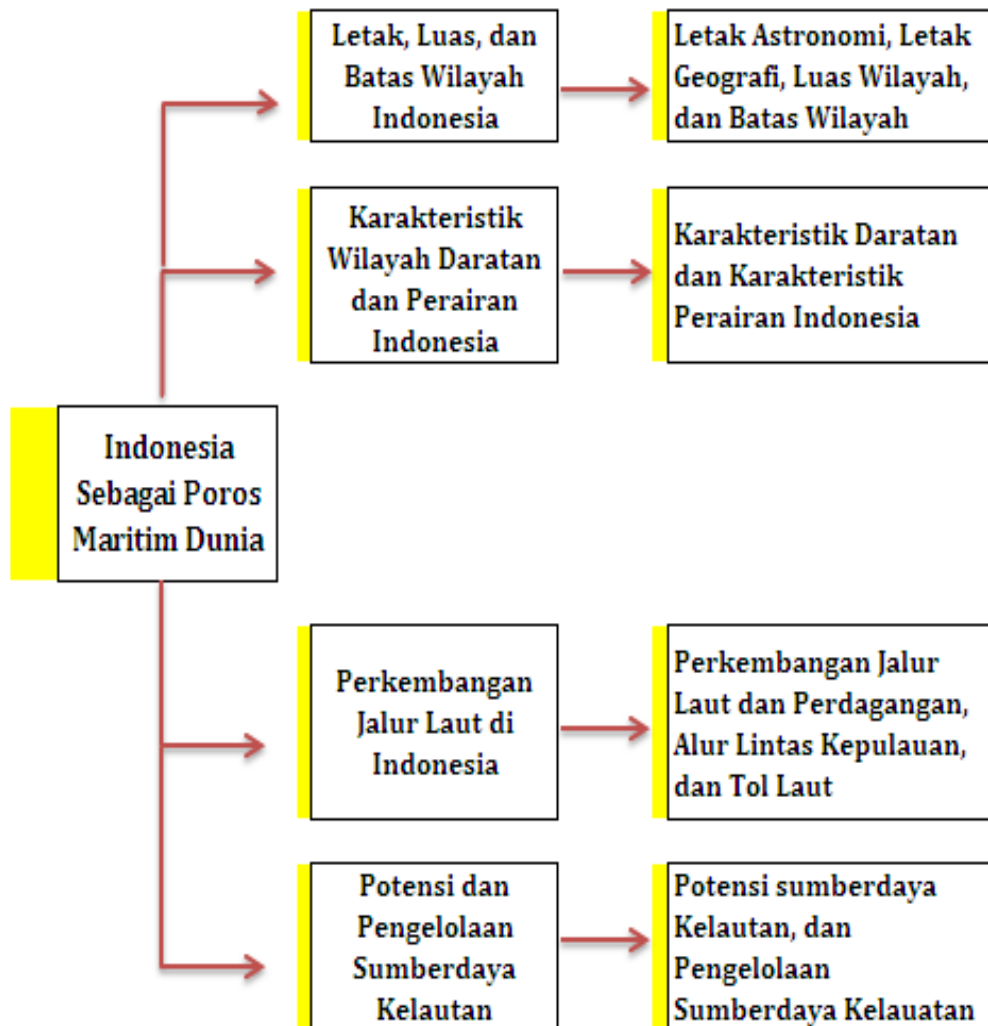 Letak, Luas, dan
Batas Wilayah
Indonesia
Letak Astronomi, Letak
Geografi, Luas Wilayah,
dan Batas Wilayah
Karakteristik
Wilayah Daratan
dan Perairan
Indonesia
Karakteristik Daratan
dan Karakteristik
Perairan Indonesia
Indonesia
Sebagai Poros
Maritim Dunia
Perkembangan
Jalur Laut di
Indonesia
Perkembangan Jalur
Laut dan Perdagangan,
Alur Lintas Kepulauan,
dan Tol Laut
Potensi dan
Pengelolaan
Sumberdaya
Kelautan
Potensi sumberdaya
Kelautan, dan
Pengelolaan
Sumberdaya Kelauatan